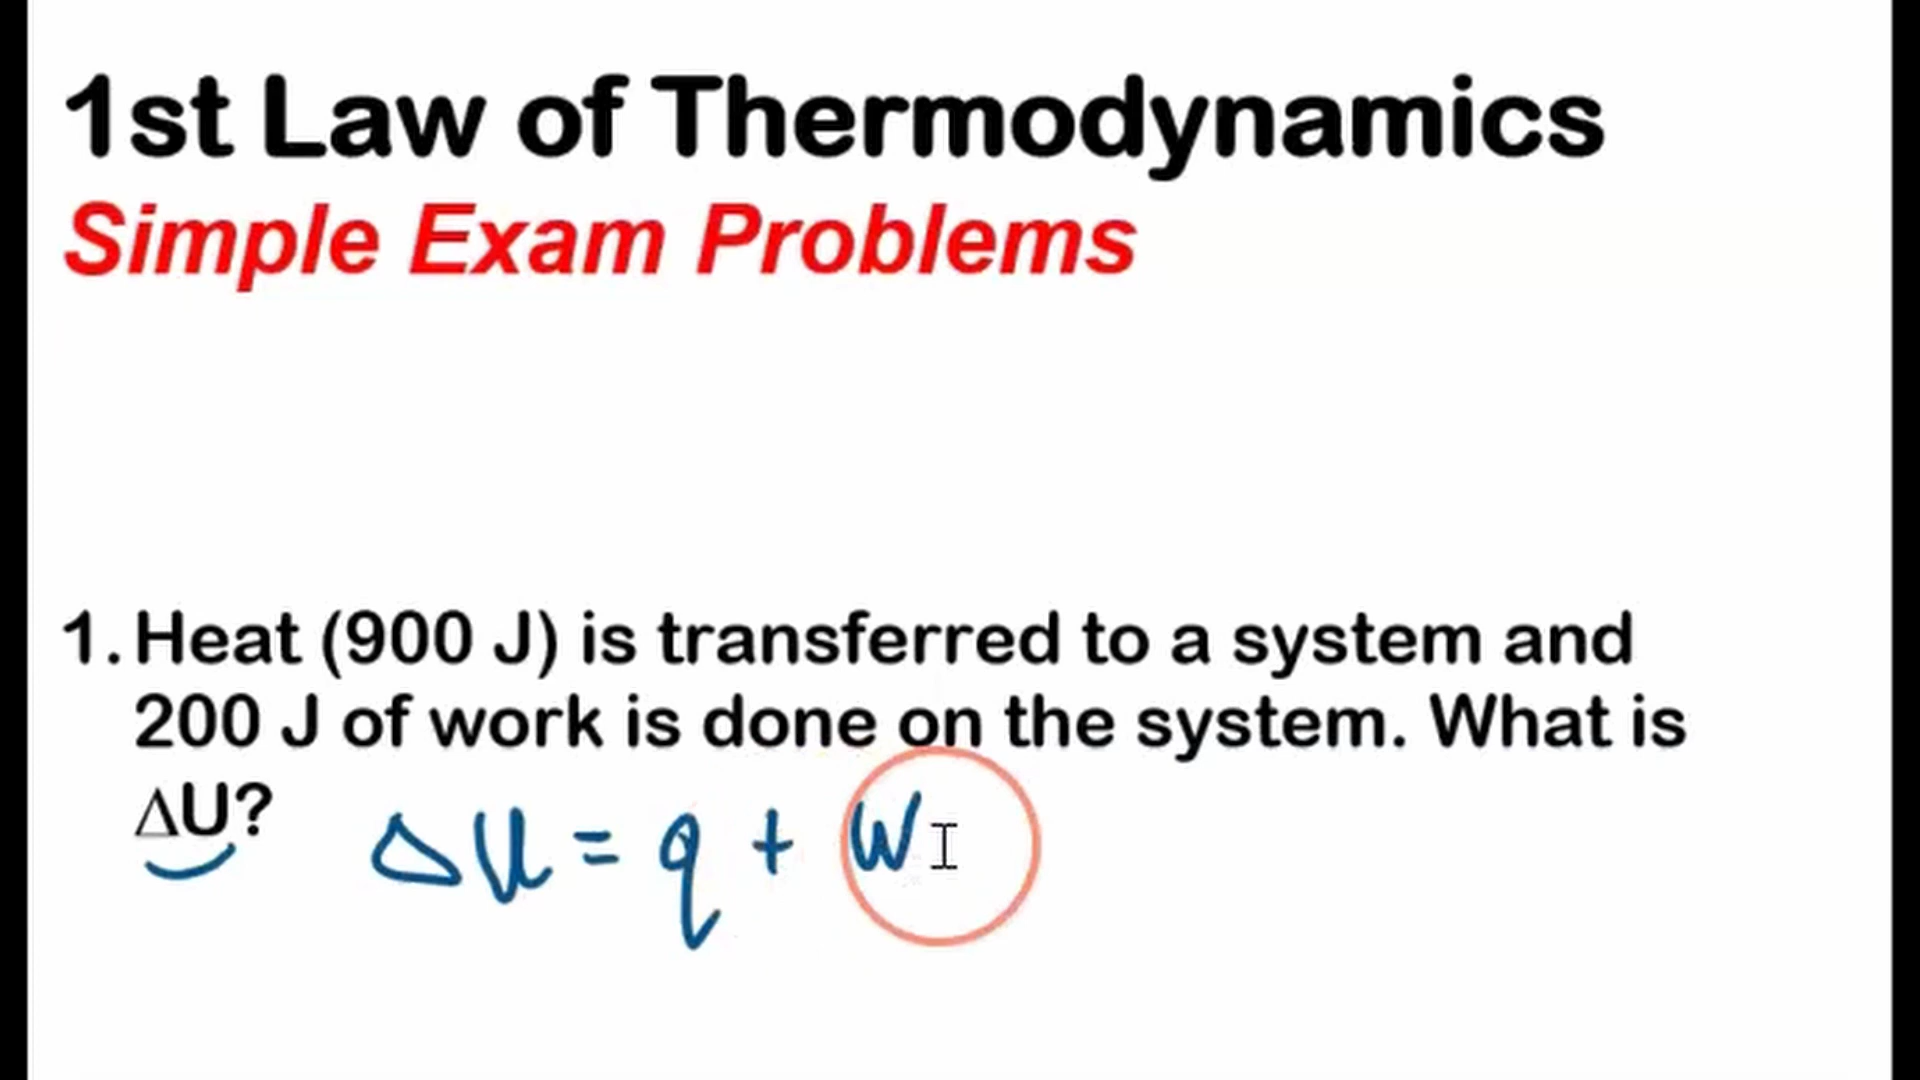 1st Law of Thermodynamics
Simple Exam Problems
1. Heat (900 J) is transferred to a system and
200 J of work is done on the system. What is
ΔU?
ΔU = q + W